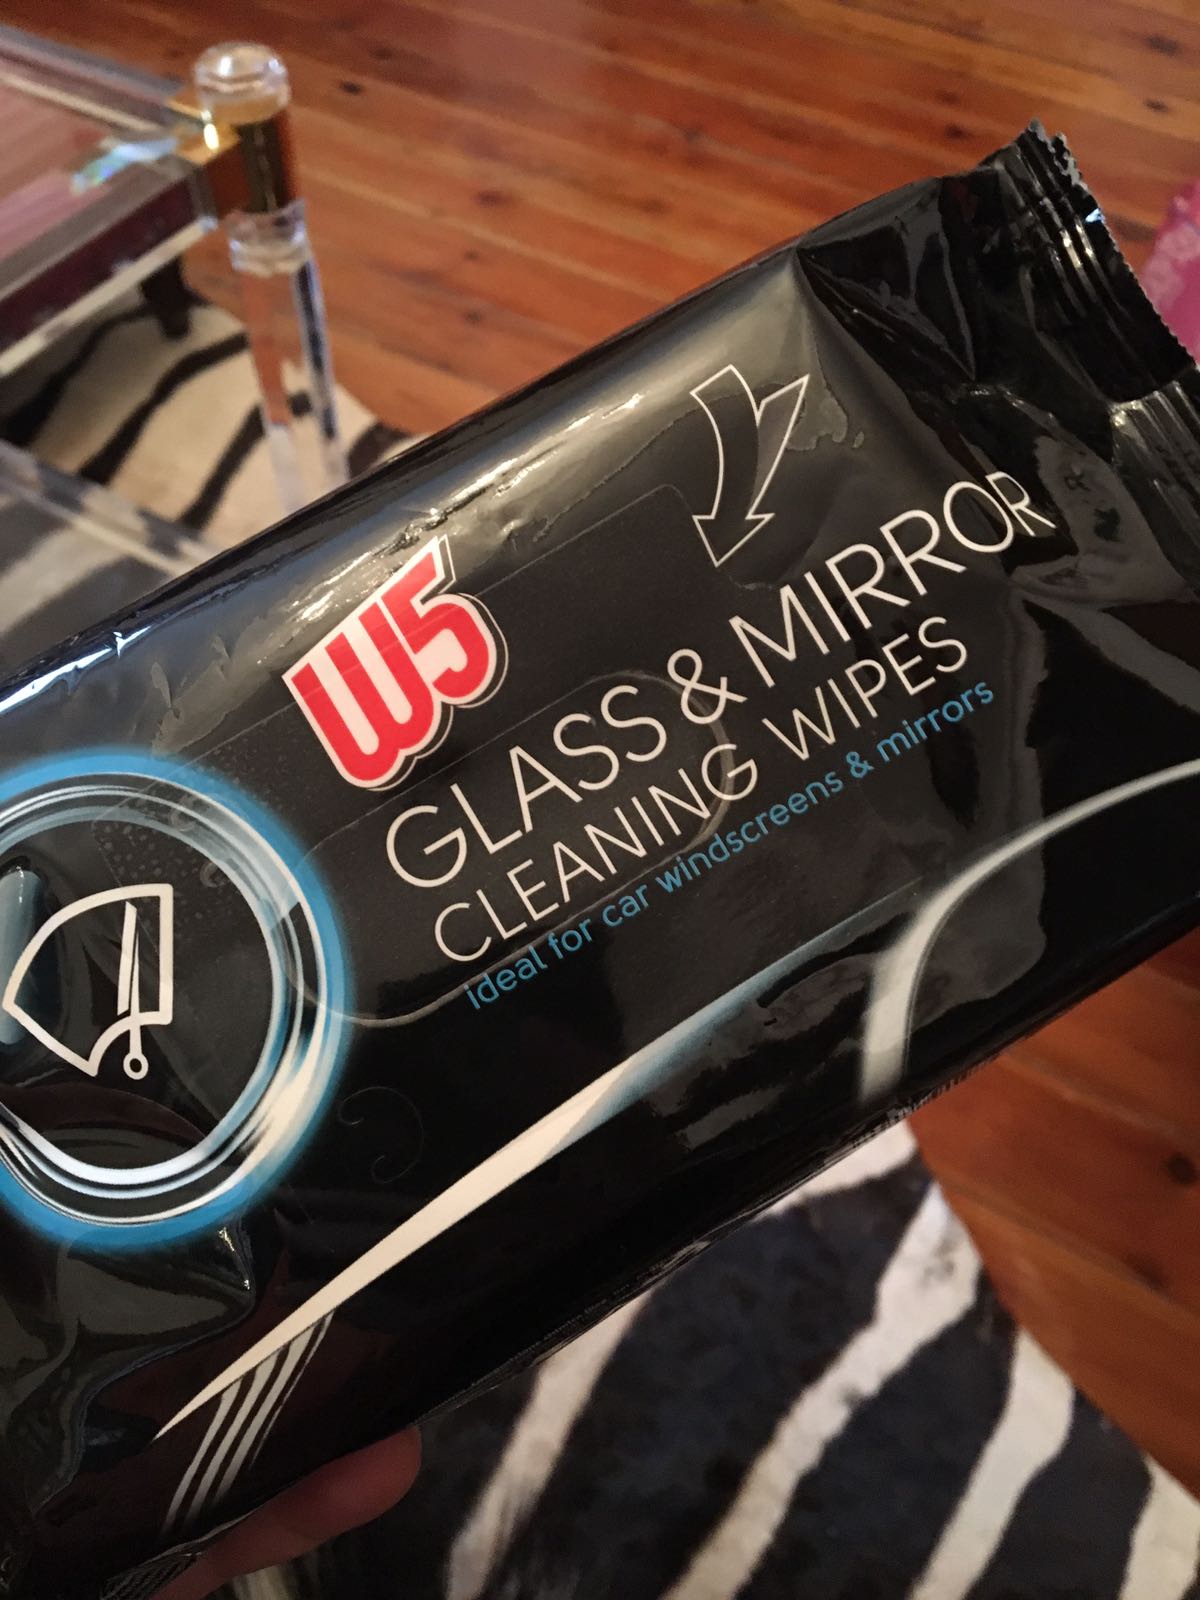 W5
GLASS & MIRROR
CLEANING WIPES
ideal for car windscreens & mirrors